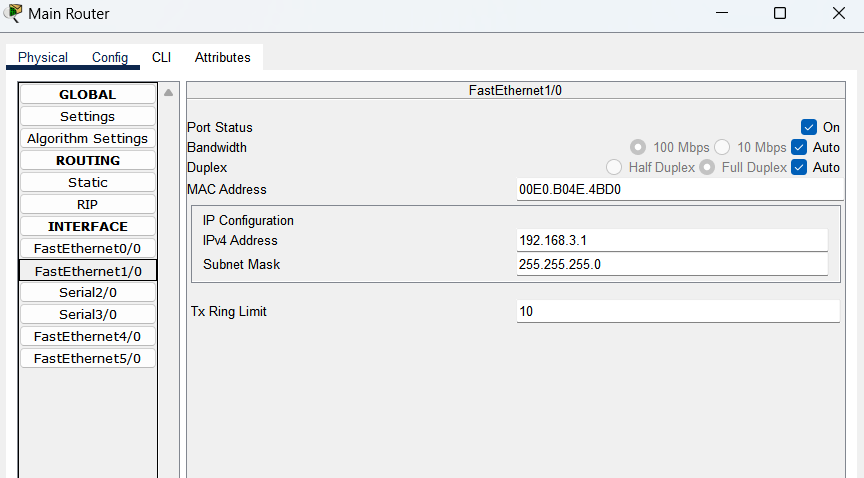 Main Router
Physical Config CLI Attributes
GLOBAL
Settings
Algorithm Settings
ROUTING
Static
RIP
INTERFACE
FastEthernet0/0
FastEthernet1/0
Serial2/0
Serial3/0
FastEthernet4/0
FastEthernet5/0
FastEthernet1/0
Port Status On
Bandwidth 100 Mbps 10 Mbps Auto
Duplex Half Duplex Full Duplex Auto
MAC Address 00E0.B04E.4BD0
IP Configuration
IPv4 Address 192.168.3.1
Subnet Mask 255.255.255.0
Tx Ring Limit 10